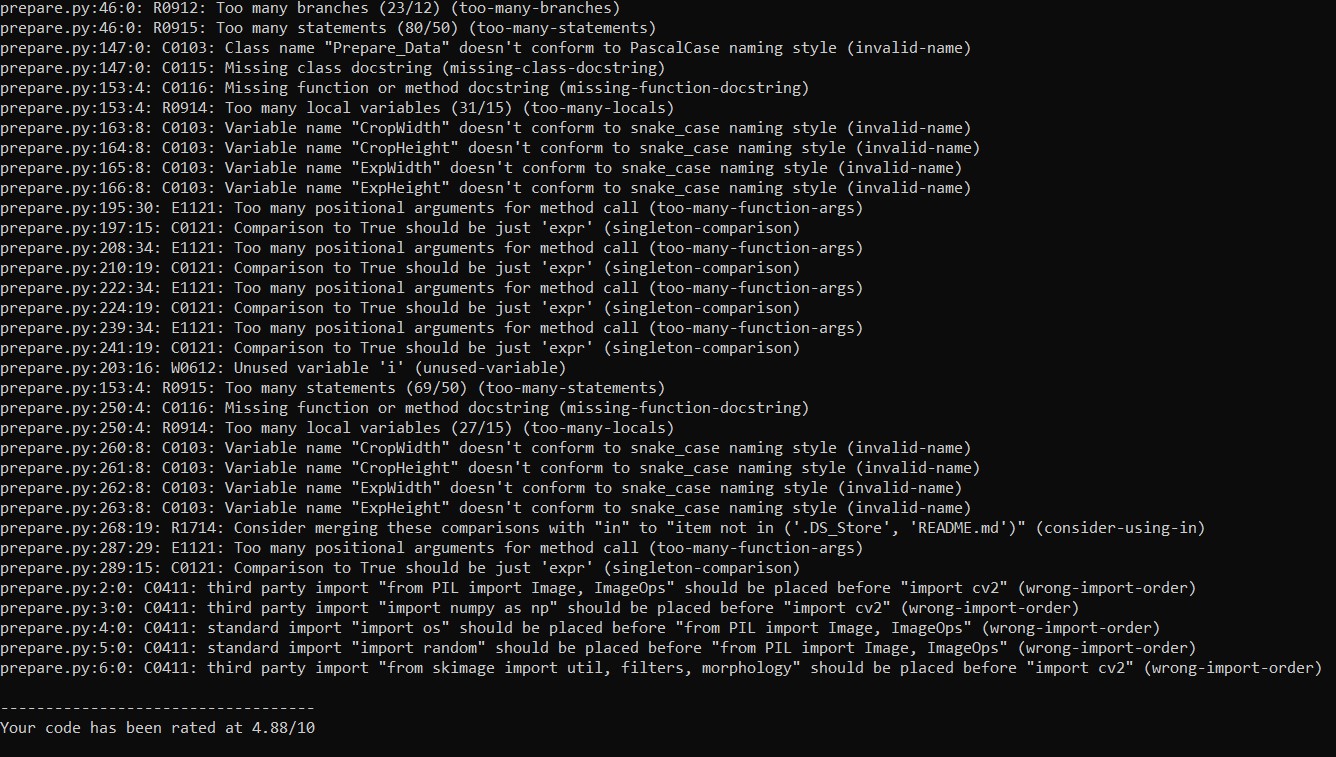 prepare.py:46:0: R0912: Too many branches (23/12) (too-many-branches)
prepare.py:46:0: R0915: Too many statements (80/50) (too-many-statements)
prepare.py:147:0: C0103: Class name "Prepare_Data" doesn't conform to PascalCase naming style (invalid-name)
prepare.py:147:0: C0115: Missing class docstring (missing-class-docstring)
prepare.py:153:4: C0116: Missing function or method docstring (missing-function-docstring)
prepare.py:153:4: R0914: Too many local variables (31/15) (too-many-locals)
prepare.py:163:8: C0103: Variable name "CropWidth" doesn't conform to snake_case naming style (invalid-name)
prepare.py:164:8: C0103: Variable name "CropHeight" doesn't conform to snake_case naming style (invalid-name)
prepare.py:165:8: C0103: Variable name "ExpWidth" doesn't conform to snake_case naming style (invalid-name)
prepare.py:166:8: C0103: Variable name "ExpHeight" doesn't conform to snake_case naming style (invalid-name)
prepare.py:195:30: E1121: Too many positional arguments for method call (too-many-function-args)
prepare.py:197:15: C0121: Comparison to True should be just 'expr' (singleton-comparison)
prepare.py:208:34: E1121: Too many positional arguments for method call (too-many-function-args)
prepare.py:210:19: C0121: Comparison to True should be just 'expr' (singleton-comparison)
prepare.py:222:34: E1121: Too many positional arguments for method call (too-many-function-args)
prepare.py:224:19: C0121: Comparison to True should be just 'expr' (singleton-comparison)
prepare.py:239:34: E1121: Too many positional arguments for method call (too-many-function-args)
prepare.py:241:19: C0121: Comparison to True should be just 'expr' (singleton-comparison)
prepare.py:203:16: W0612: Unused variable 'i' (unused-variable)
prepare.py:153:4: R0915: Too many statements (69/50) (too-many-statements)
prepare.py:250:4: C0116: Missing function or method docstring (missing-function-docstring)
prepare.py:250:4: R0914: Too many local variables (27/15) (too-many-locals)
prepare.py:260:8: C0103: Variable name "CropWidth" doesn't conform to snake_case naming style (invalid-name)
prepare.py:261:8: C0103: Variable name "CropHeight" doesn't conform to snake_case naming style (invalid-name)
prepare.py:262:8: C0103: Variable name "ExpWidth" doesn't conform to snake_case naming style (invalid-name)
prepare.py:263:8: C0103: Variable name "ExpHeight" doesn't conform to snake_case naming style (invalid-name)
prepare.py:268:19: R1714: Consider merging these comparisons with "in" to "item not in ('.DS_Store', 'README.md')" (consider-using-in)
prepare.py:287:29: E1121: Too many positional arguments for method call (too-many-function-args)
prepare.py:289:15: C0121: Comparison to True should be just 'expr' (singleton-comparison)
prepare.py:2:0: C0411: third party import "from PIL import Image, ImageOps" should be placed before "import cv2" (wrong-import-order)
prepare.py:3:0: C0411: third party import "import numpy as np" should be placed before "import cv2" (wrong-import-order)
prepare.py:4:0: C0411: standard import "import os" should be placed before "from PIL import Image, ImageOps" (wrong-import-order)
prepare.py:5:0: C0411: standard import "import random" should be placed before "from PIL import Image, ImageOps" (wrong-import-order)
prepare.py:6:0: C0411: third party import "from skimage import util, filters, morphology" should be placed before "import cv2" (wrong-import-order)
-----------------------------------
Your code has been rated at 4.88/10